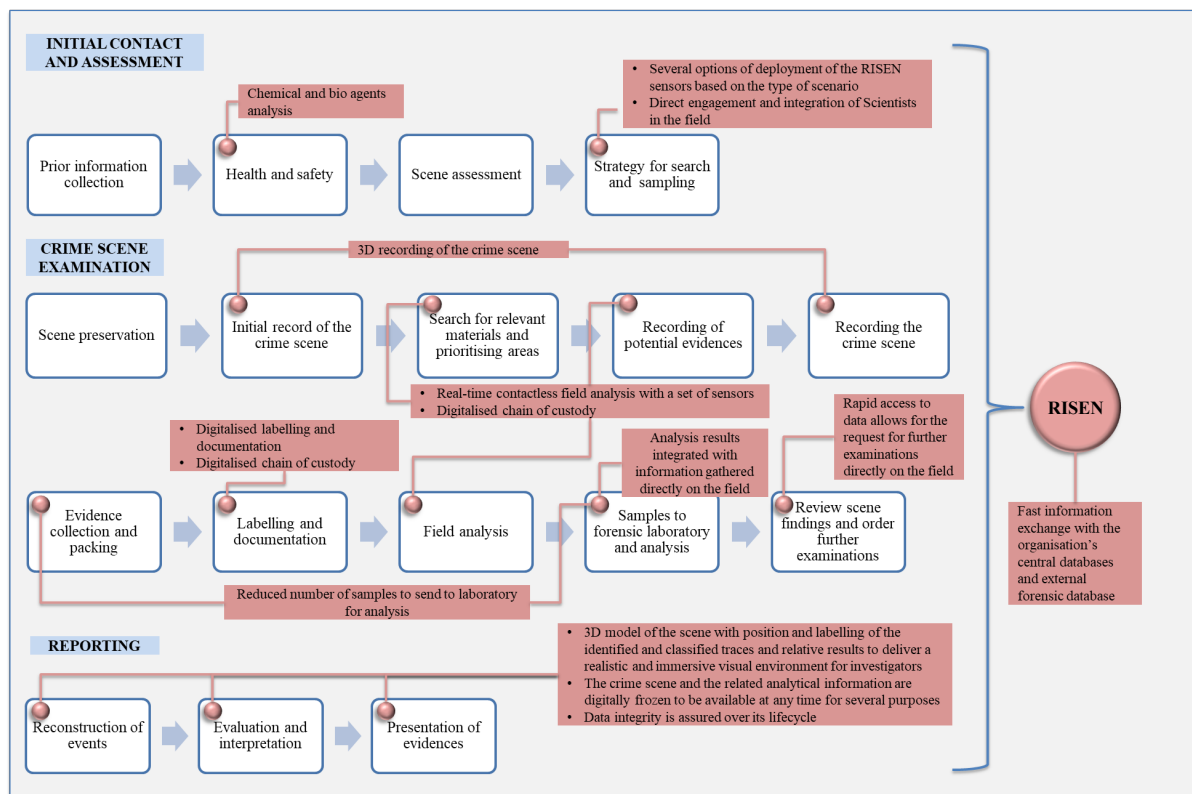 INITIAL CONTACT
AND ASSESSMENT
Chemical and bio agents
analysis
• Several options of deployment of the RISEN
sensors based on the type of scenario
• Direct engagement and integration of Scientists
in the field
Prior information
collection
Health and safety
Scene assessment
Strategy for search
and sampling
CRIME SCENE
EXAMINATION
3D recording of the crime scene
Scene preservation
Initial record of the
crime scene
Search for relevant
materials and
prioritising areas
Recording of
potential evidences
Recording the
crime scene
• Real-time contactless field analysis with a set of sensors
• Digitalised chain of custody
• Digitalised labelling and
documentation
• Digitalised chain of custody
Analysis results
integrated with
information gathered
directly on the field
Rapid access to
data allows for the
request for further
examinations
directly on the field
Evidence
collection and
packing
Labelling and
documentation
Field analysis
Samples to
forensic laboratory
and analysis
Review scene
findings and order
further
examinations
Reduced number of samples to send to laboratory
for analysis
REPORTING
• 3D model of the scene with position and labelling of the
identified and classified traces and relative results to deliver a
realistic and immersive visual environment for investigators
• The crime scene and the related analytical information are
digitally frozen to be available at any time for several purposes
• Data integrity is assured over its lifecycle
Reconstruction of
events
Evaluation and
interpretation
Presentation of
evidences
RISEN
Fast information
exchange with the
organisation’s
central databases
and external
forensic database